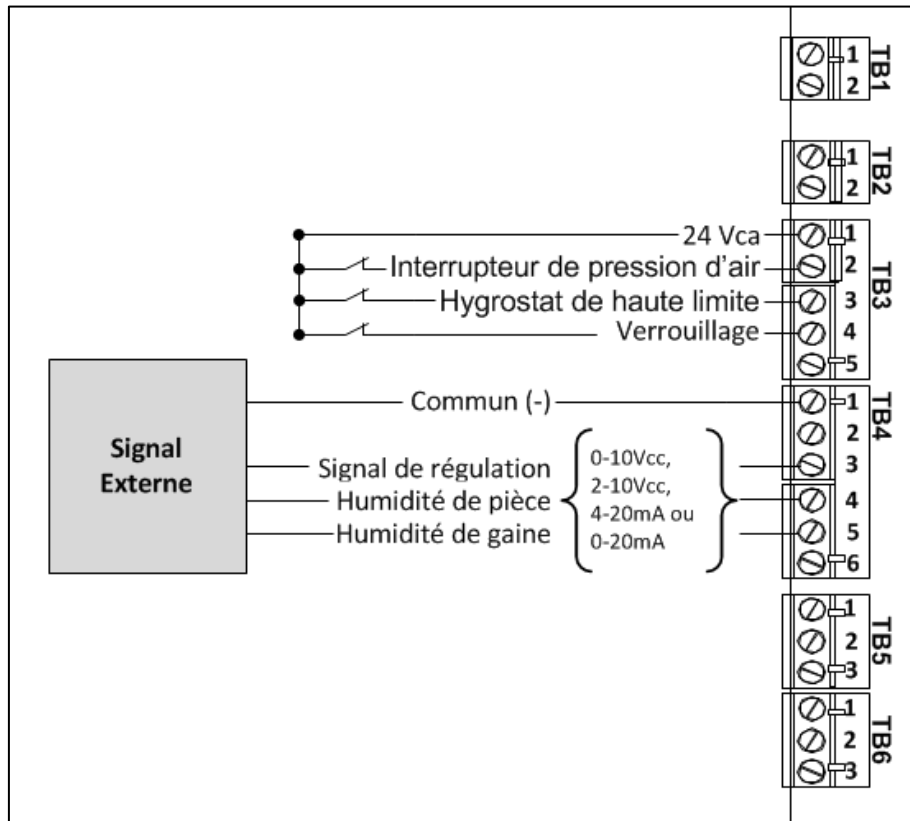 1
2
TB1
1
2
TB2
24 Vca
1
Interrupteur de pression d'air
2
Hygrostat de haute limite
3
Verrouillage
4
5
TB3
Signal
Externe
Commun (-)
1
2
Signal de régulation
3
Humidité de pièce
4
Humidité de gaine
5
6
TB4
0-10Vcc,
2-10Vcc,
4-20mA ou
0-20mA
1
2
3
TB5
1
2
3
TB6